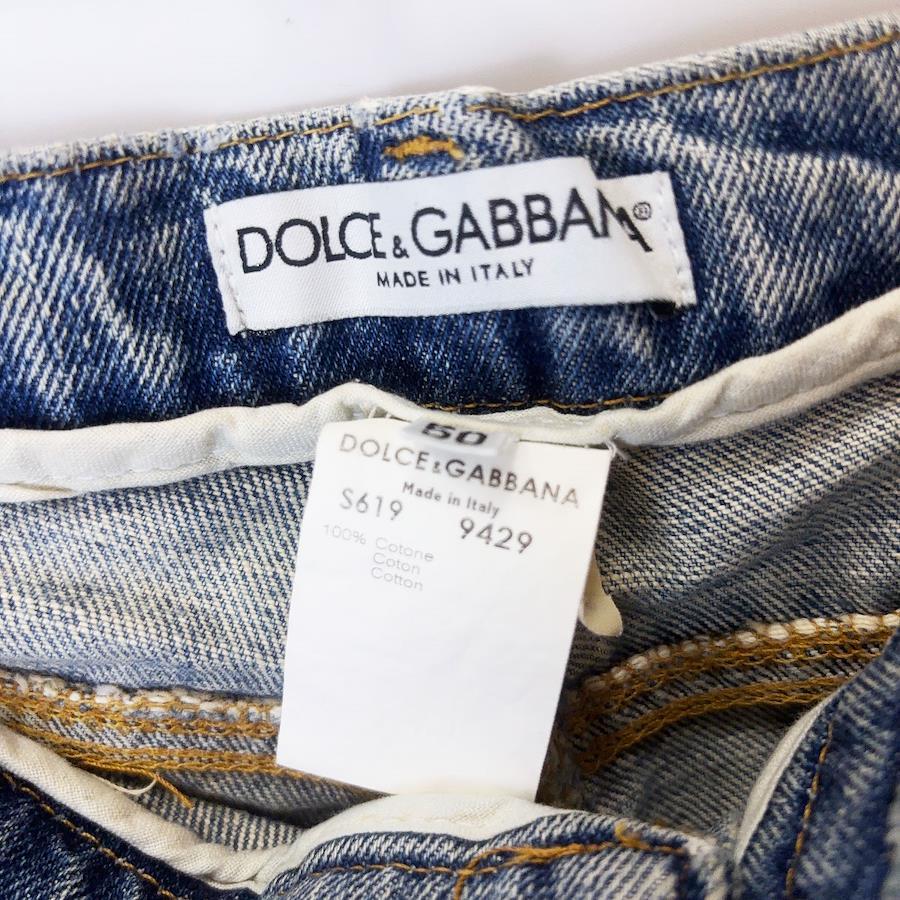 DOLCE & GABBANA®
MADE IN ITALY
50
DOLCE & GABBANA
Made in Italy
S619 9429
100% Cotone
Coton
Cotton